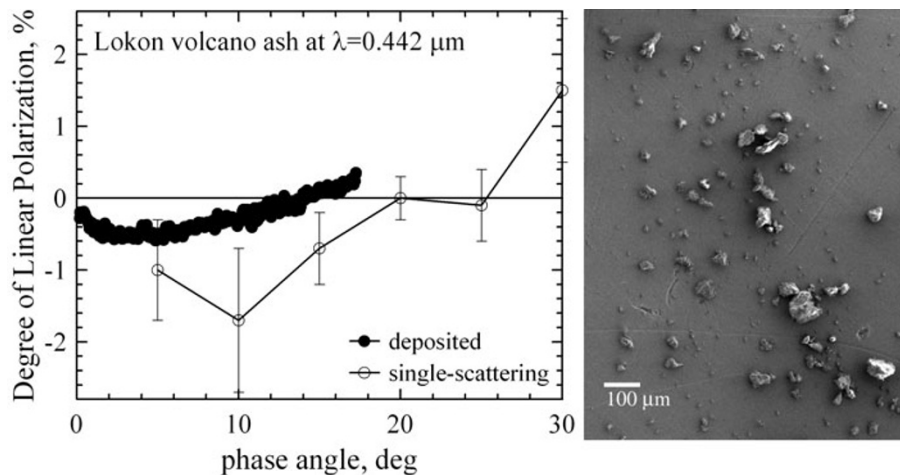 Lokon volcano ash at λ=0.442 μm
Degree of Linear Polarization, %
2
1
0
-1
-2
deposited
single-scattering
0
10
20
30
phase angle, deg
100 μm